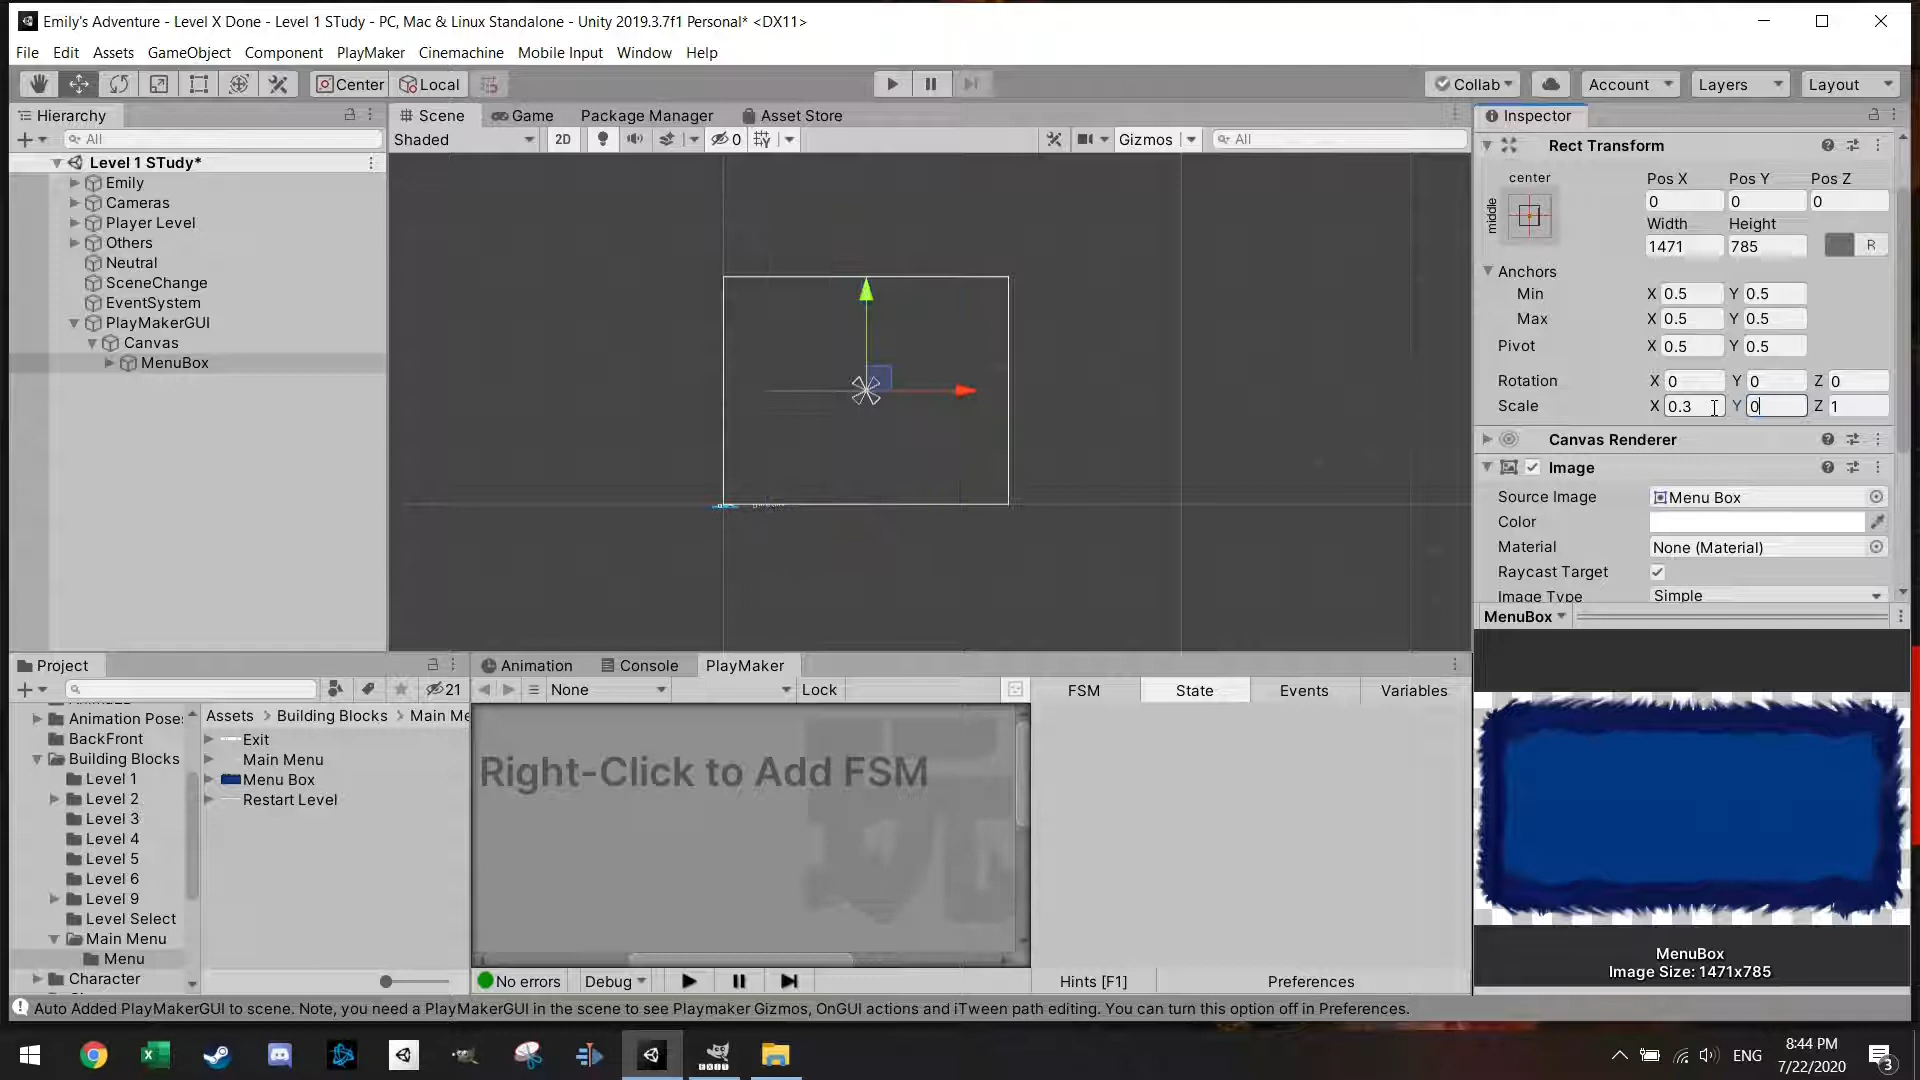 Emily's Adventure - Level X Done - Level 1 STudy - PC, Mac & Linux Standalone - Unity 2019.3.7f1 Personal* <DX11>
File Edit Assets GameObject Component PlayMaker Cinemachine Mobile Input Window Help
Center Local Collab Account Layers Layout
Hierarchy
All
Level 1 STudy*
Emily
Cameras
Player Level
Others
Neutral
SceneChange
EventSystem
PlayMakerGUI
Canvas
MenuBox
Scene Game Package Manager Asset Store
Shaded 2D 0 Gizmos All
Inspector
Rect Transform
center
middle
Pos X Pos Y Pos Z
0 0 0
Width Height
1471 785 R
Anchors
Min X 0.5 Y 0.5
Max X 0.5 Y 0.5
Pivot X 0.5 Y 0.5
Rotation X 0 Y 0 Z 0
Scale X 0.3 Y 0 Z 1
Canvas Renderer
Image
Source Image Menu Box
Color
Material None (Material)
Raycast Target
Image Type Simple
MenuBox
MenuBox
Image Size: 1471x785
Project
21
BackFront
Building Blocks
Level 1
Level 2
Level 3
Level 4
Level 5
Level 6
Level 9
Level Select
Main Menu
Menu
Character
Assets > Building Blocks > Main Me
Exit
Main Menu
Menu Box
Restart Level
Animation Console PlayMaker
None Lock
FSM State Events Variables
Right-Click to Add FSM
No errors Debug Hints [F1] Preferences
Auto Added PlayMakerGUI to scene. Note, you need a PlayMakerGUI in the scene to see Playmaker Gizmos, OnGUI actions and iTween path editing. You can turn this option off in Preferences.
ENG
8:44 PM
7/22/2020
3